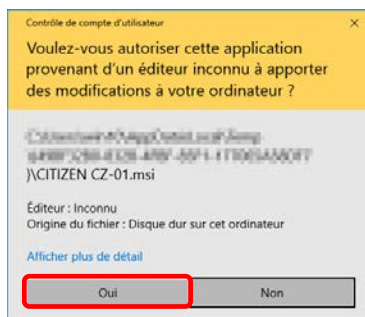 Contrôle de compte d'utilisateur
Voulez-vous autoriser cette application
provenant d'un éditeur inconnu à apporter
des modifications à votre ordinateur ?
}\CITIZEN CZ-01.msi
Éditeur : Inconnu
Origine du fichier : Disque dur sur cet ordinateur
Afficher plus de détail
Oui
Non